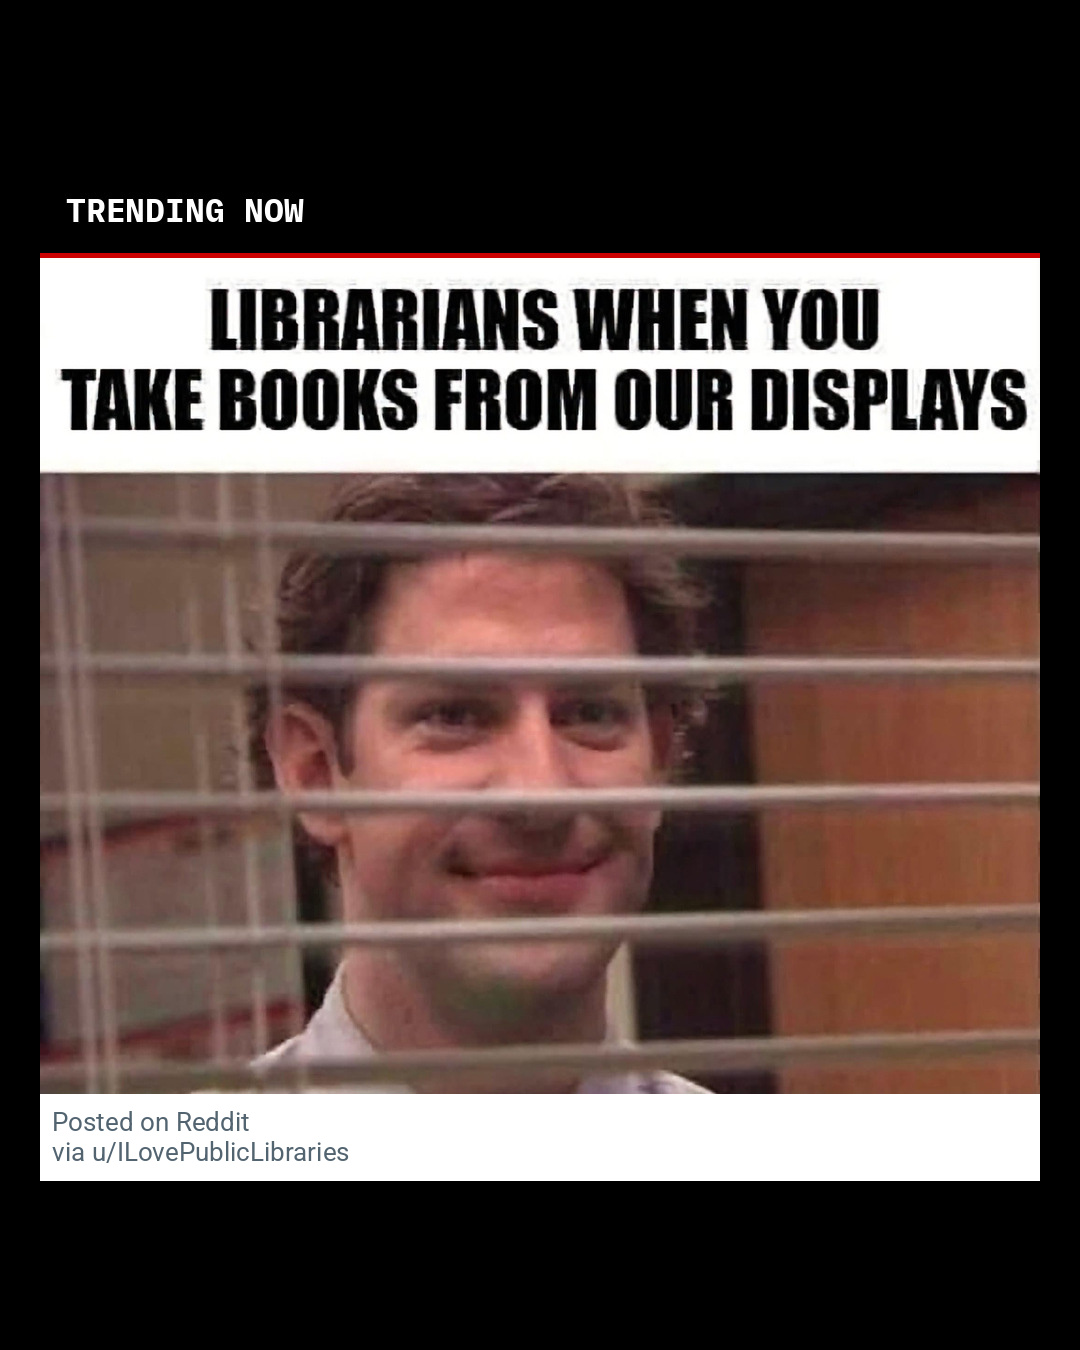 TRENDING NOW
LIBRARIANS WHEN YOU
TAKE BOOKS FROM OUR DISPLAYS
Posted on Reddit
via u/ILovePublicLibraries